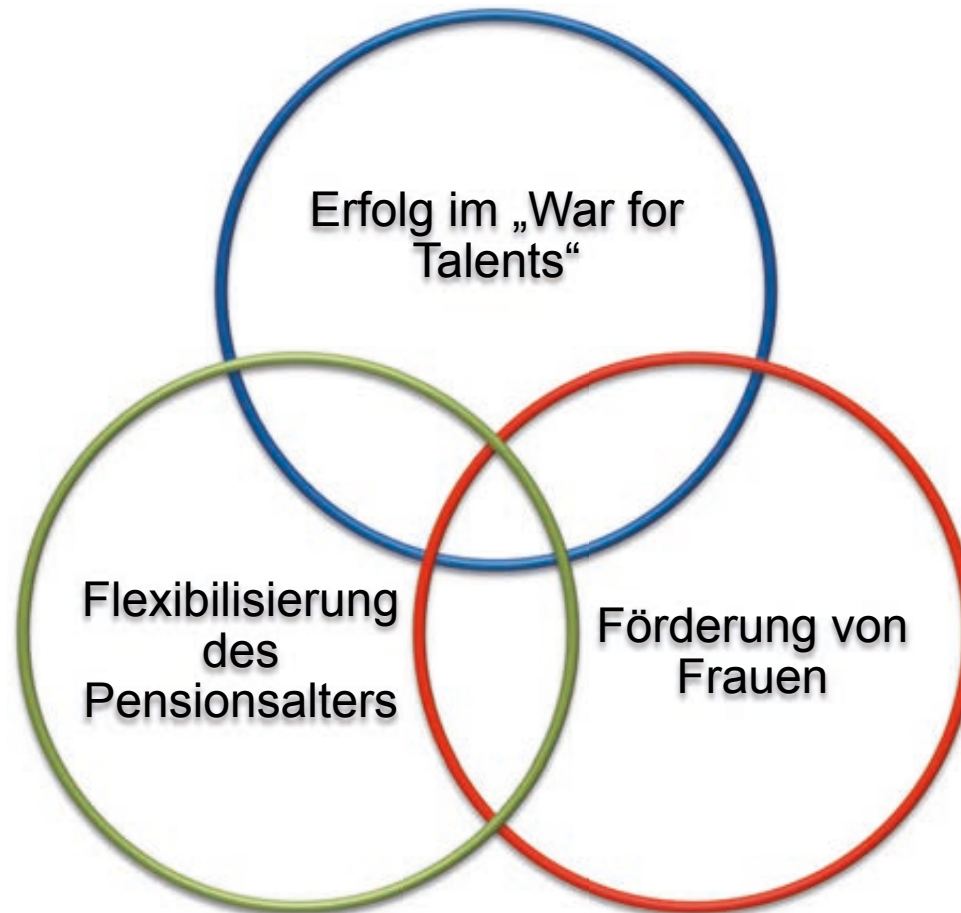 Erfolg im „War for
Talents“
Flexibilisierung
des
Pensionsalters
Förderung von
Frauen